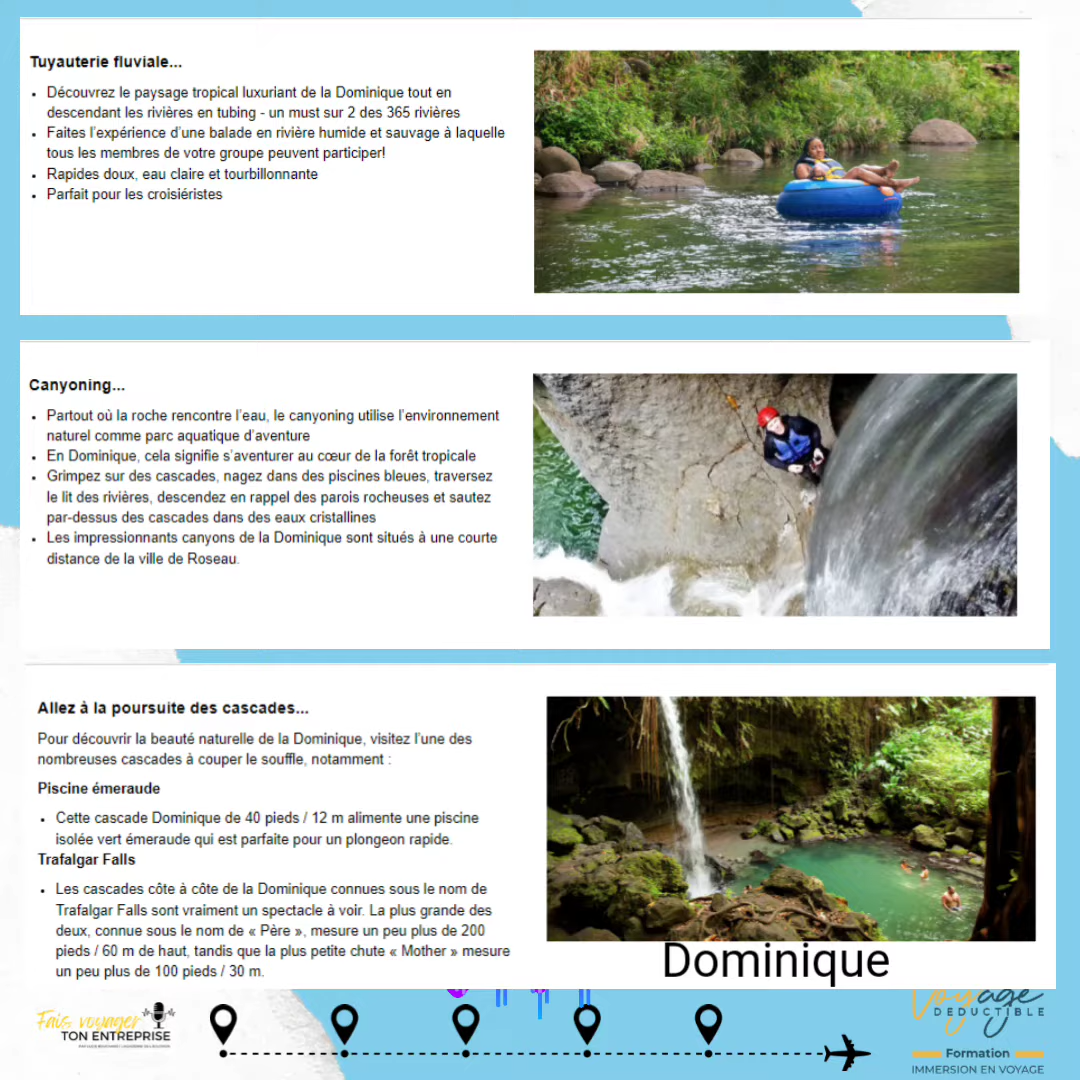 Tuyauterie fluviale...
• Découvrez le paysage tropical luxuriant de la Dominique tout en
descendant les rivières en tubing - un must sur 2 des 365 rivières
• Faites l'expérience d'une balade en rivière humide et sauvage à laquelle
tous les membres de votre groupe peuvent participer!
• Rapides doux, eau claire et tourbillonnante
• Parfait pour les croisiéristes
Canyoning...
• Partout où la roche rencontre l'eau, le canyoning utilise l'environnement
naturel comme parc aquatique d'aventure
• En Dominique, cela signifie s'aventurer au cœur de la forêt tropicale
• Grimpez sur des cascades, nagez dans des piscines bleues, traversez
le lit des rivières, descendez en rappel des parois rocheuses et sautez
par-dessus des cascades dans des eaux cristallines
• Les impressionnants canyons de la Dominique sont situés à une courte
distance de la ville de Roseau.
Allez à la poursuite des cascades...
Pour découvrir la beauté naturelle de la Dominique, visitez l'une des
nombreuses cascades à couper le souffle, notamment :
Piscine émeraude
• Cette cascade Dominique de 40 pieds / 12 m alimente une piscine
isolée vert émeraude qui est parfaite pour un plongeon rapide.
Trafalgar Falls
• Les cascades côte à côte de la Dominique connues sous le nom de
Trafalgar Falls sont vraiment un spectacle à voir. La plus grande des
deux, connue sous le nom de « Père », mesure un peu plus de 200
pieds / 60 m de haut, tandis que la plus petite chute « Mother » mesure
un peu plus de 100 pieds / 30 m.
Dominique
Fais voyager
TON ENTREPRISE
Voyage
DEDUCTIBLE
Formation
IMMERSION EN VOYAGE